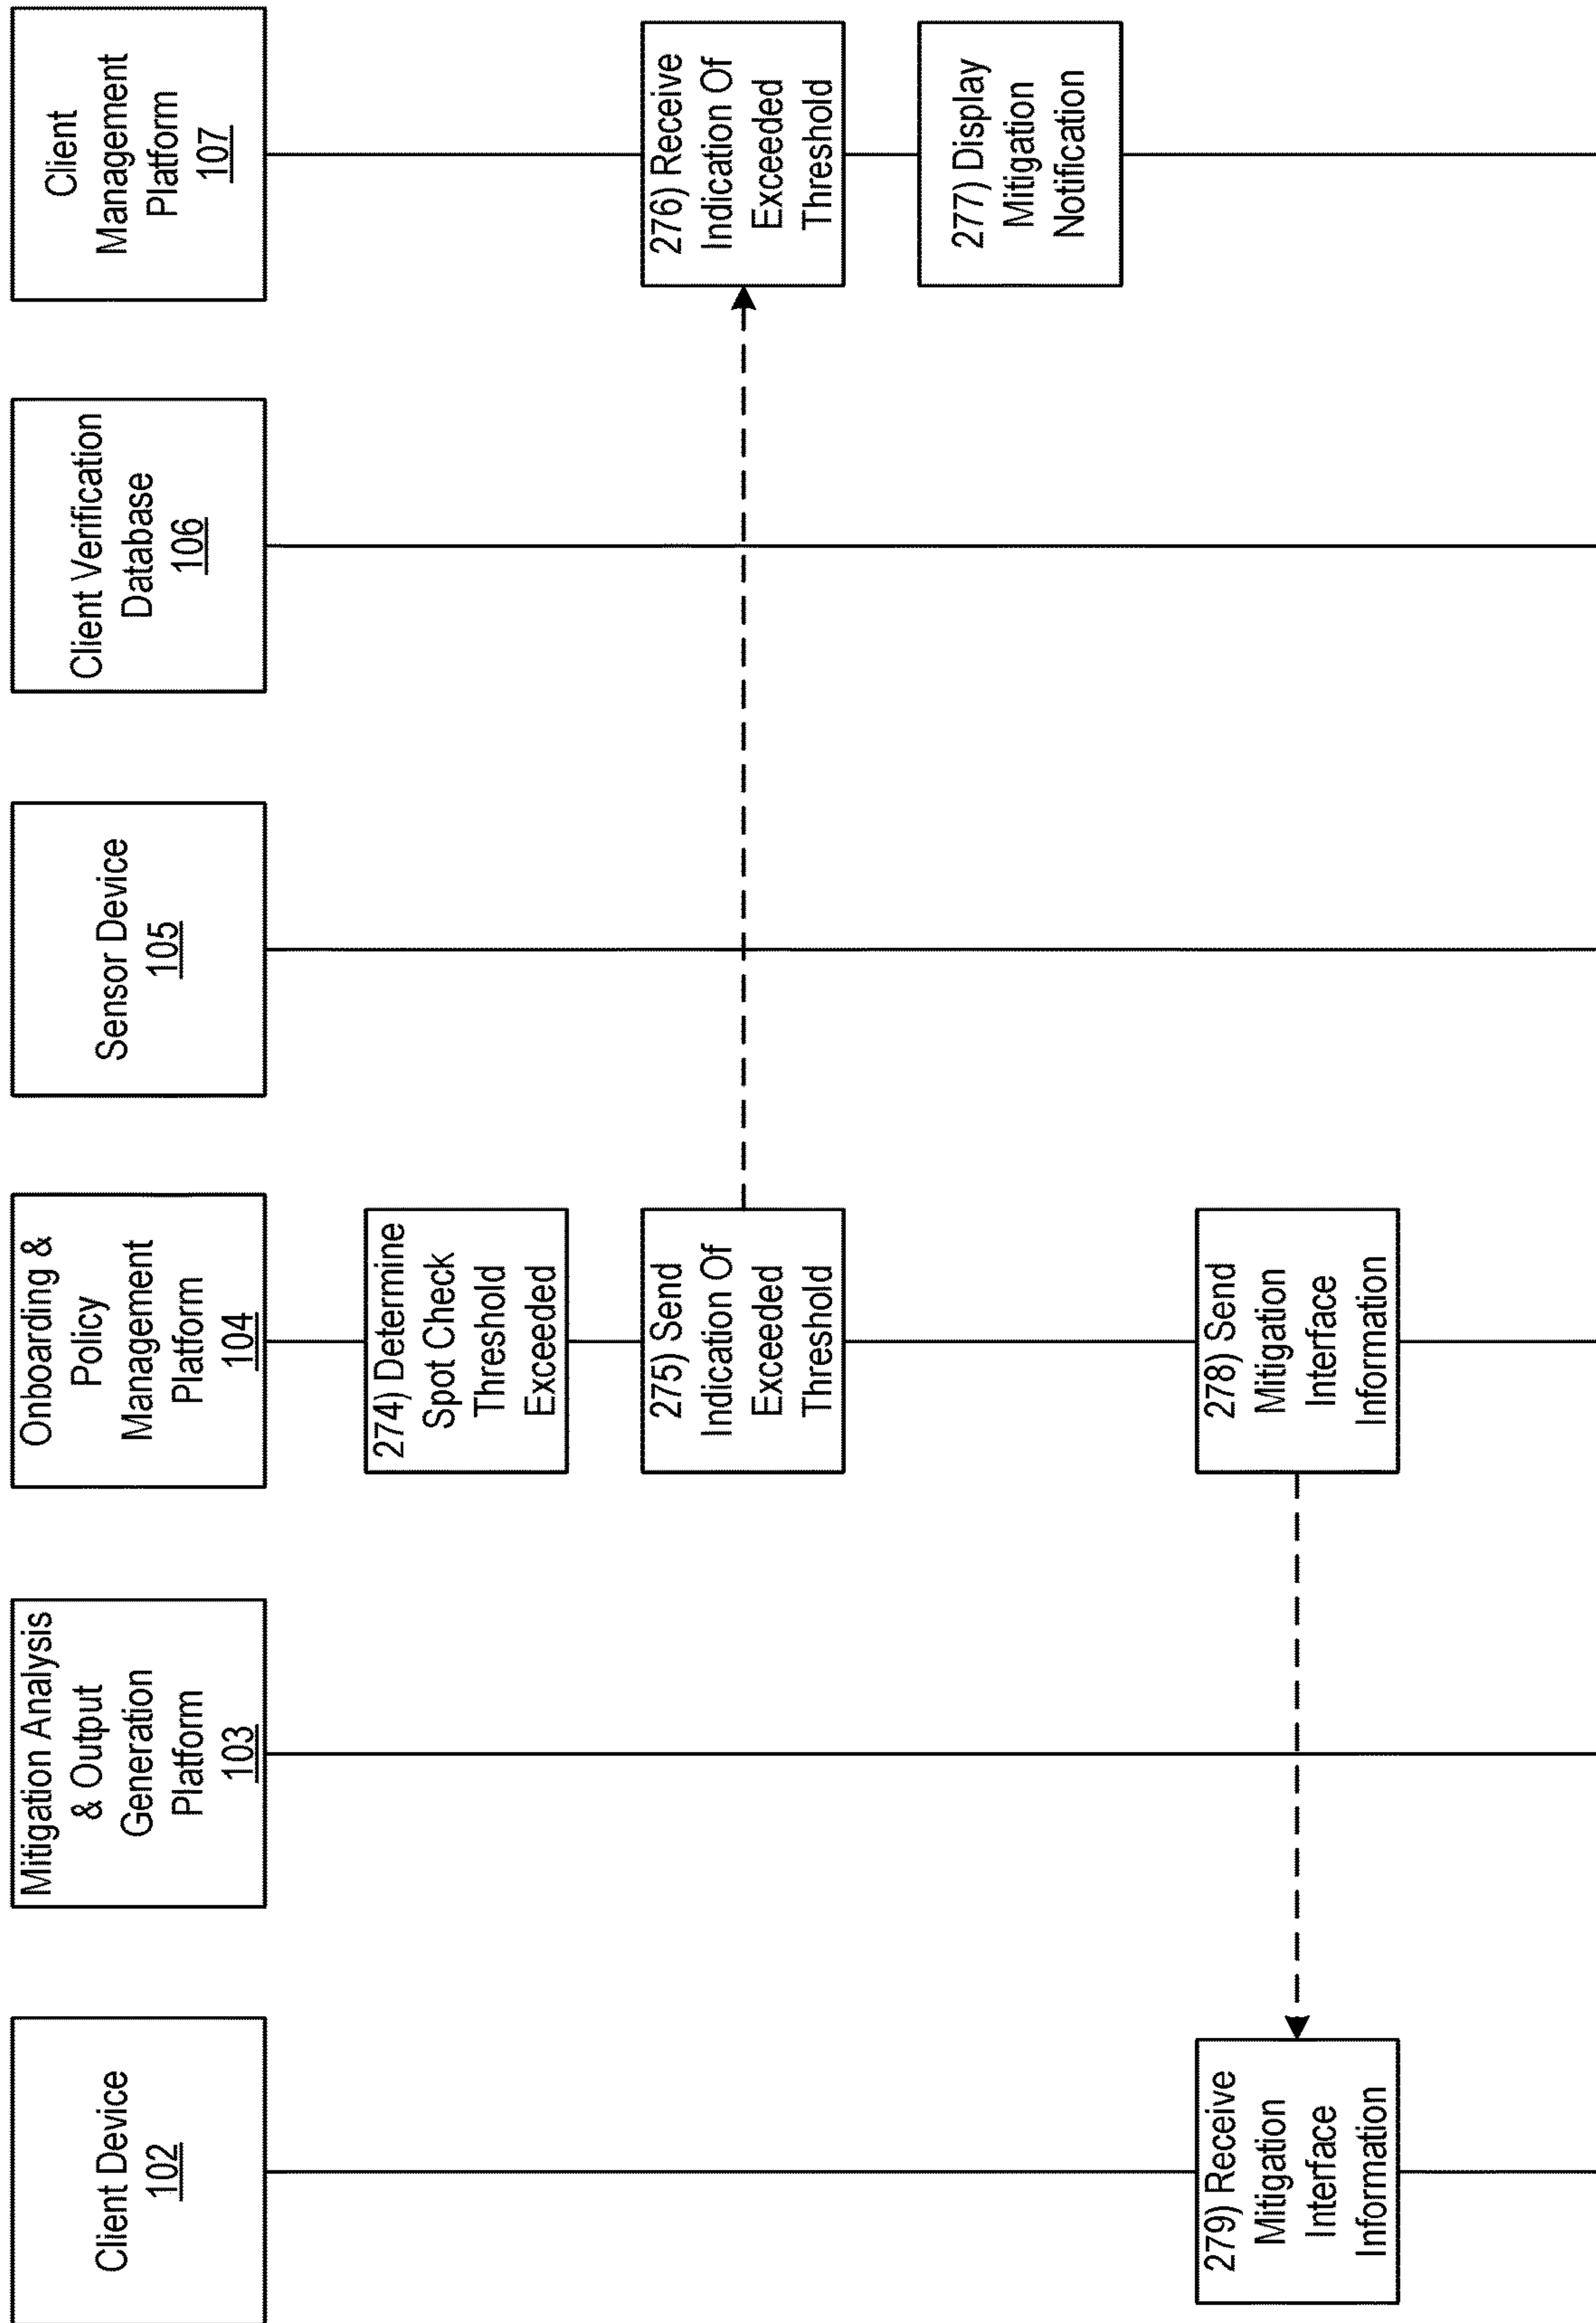 Client Device
102
Mitigation Analysis
& Output
Generation
Platform
103
Onboarding &
Policy
Management
Platform
104
Sensor Device
105
Client Verification
Database
106
Client
Management
Platform
107
274) Determine
Spot Check
Threshold
Exceeded
275) Send
Indication Of
Exceeded
Threshold
276) Receive
Indication Of
Exceeded
Threshold
277) Display
Mitigation
Notification
278) Send
Mitigation
Interface
Information
279) Receive
Mitigation
Interface
Information